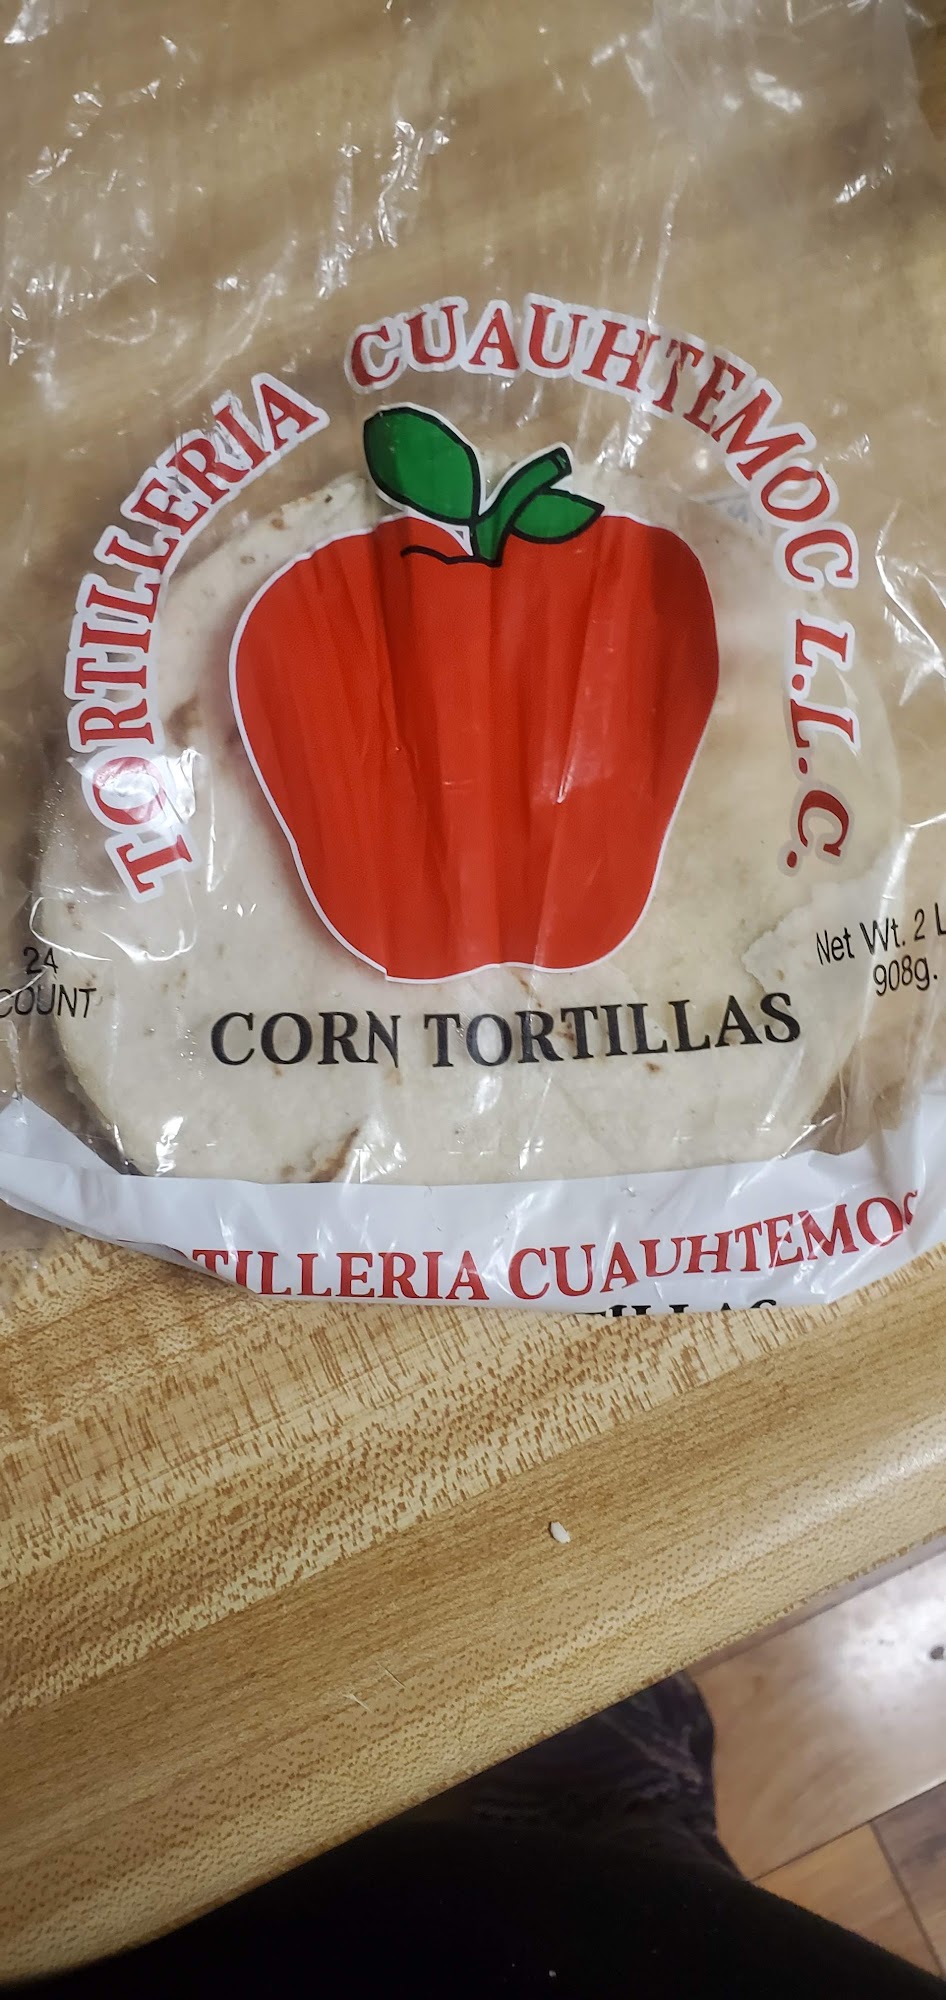 TORTILLERIA CUAUHTEMOC L.L.C.
24
COUNT
Net Wt. 2 L
908g.
CORN TORTILLAS
TILLERIA CUAUHTEMOC